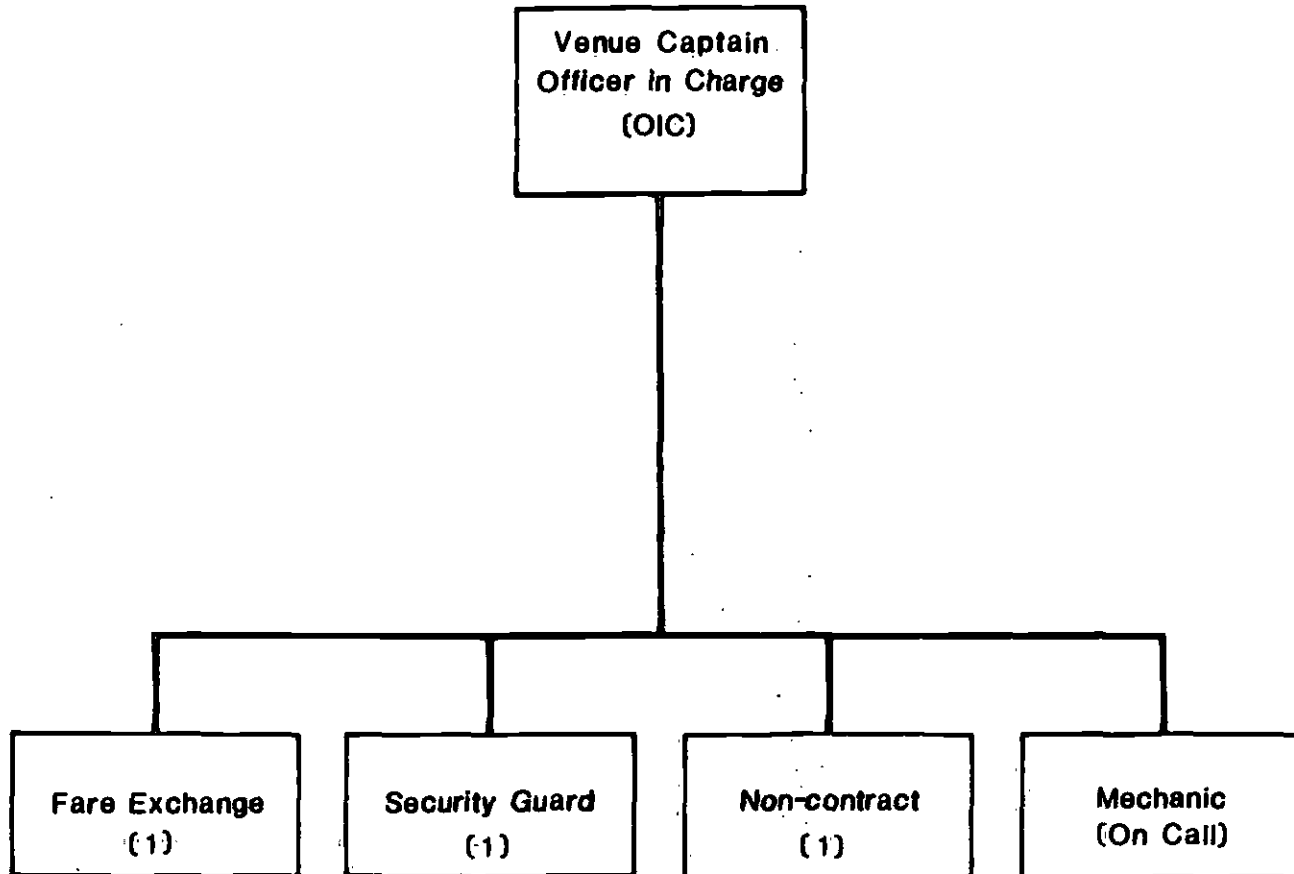 Venue Captain
Officer in Charge
(OIC)
Fare Exchange
(1)
Security Guard
(1)
Non-contract
(1)
Mechanic
(On Call)